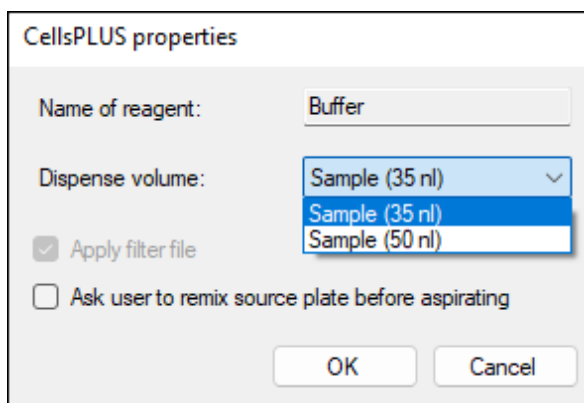 CellsPLUS properties
Name of reagent: Buffer
Dispense volume: Sample (35 nl)
Sample (35 nl)
Sample (50 nl)
Apply filter file
Ask user to remix source plate before aspirating
OK Cancel